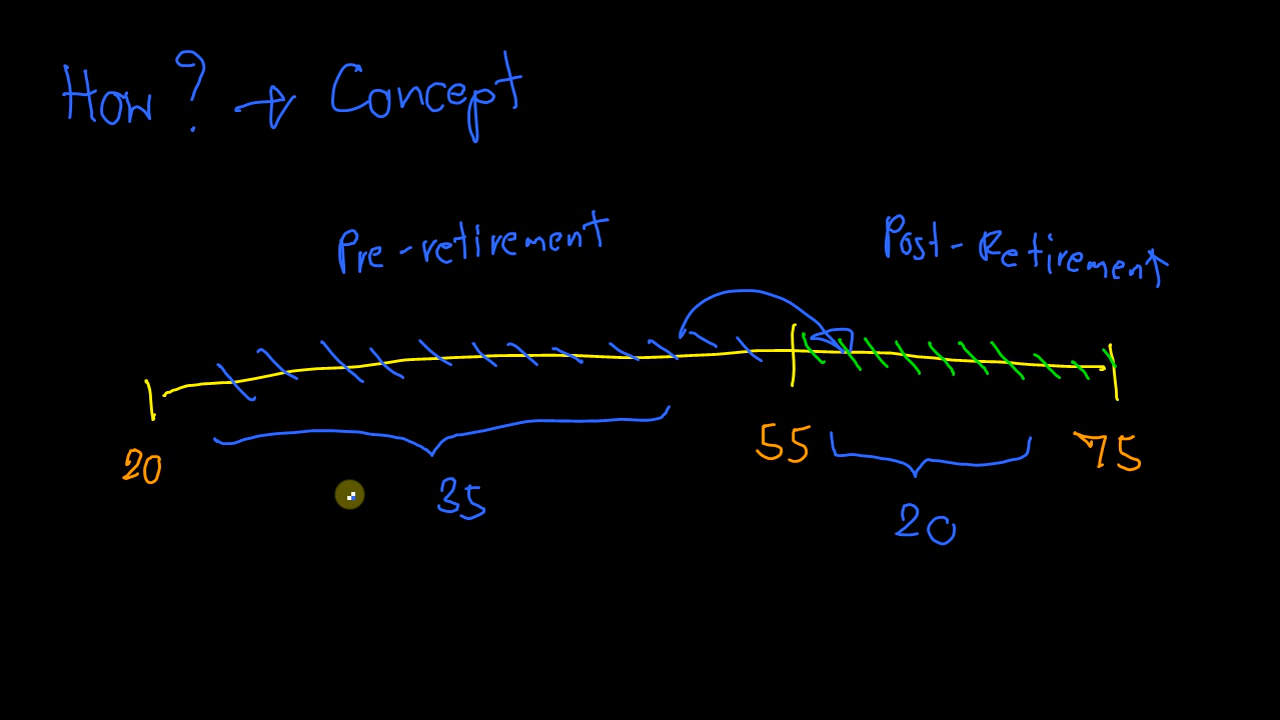 How? → Concept
Pre-retirement
Post-Retirement
20
55
75
35
20